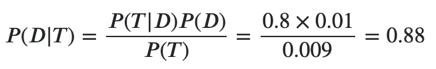 P(D|T) = P(T|D)P(D) / P(T) = 0.8 × 0.01 / 0.009 = 0.88